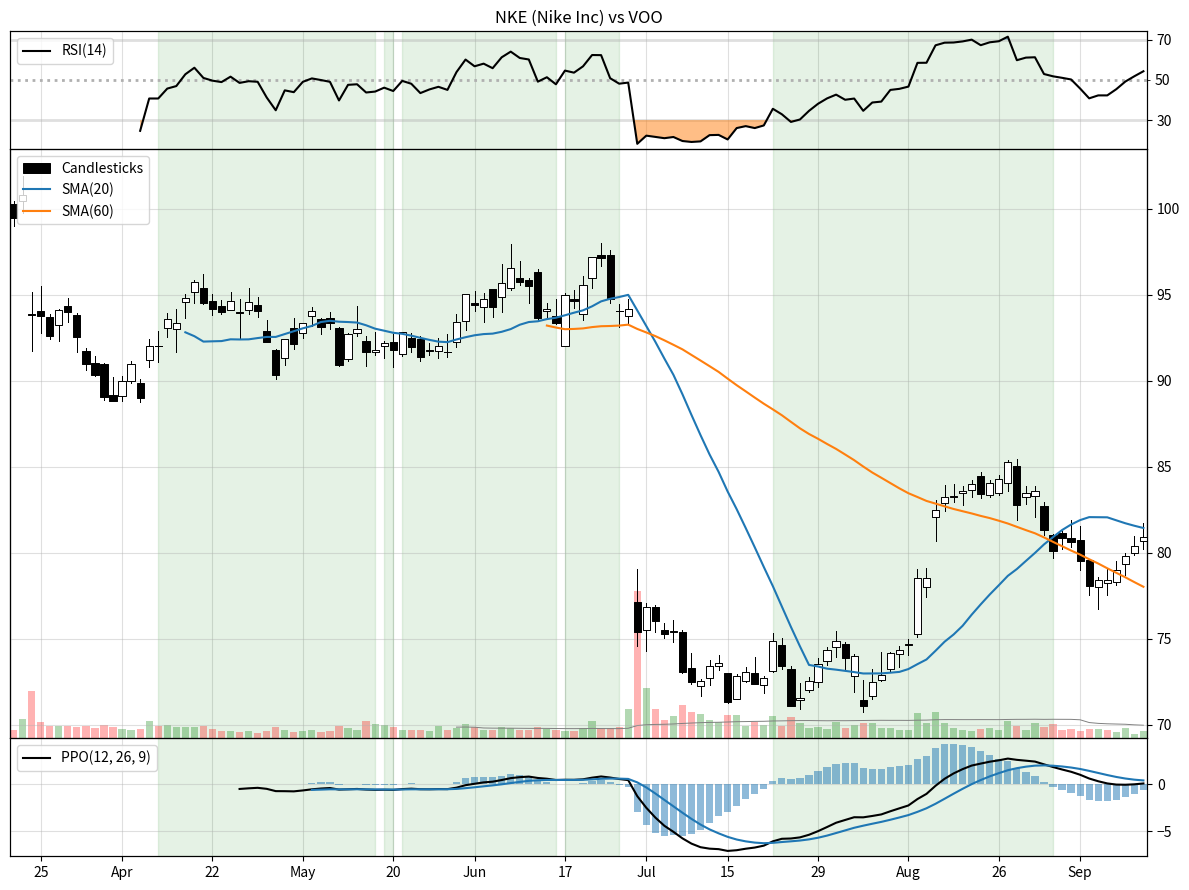 NKE (Nike Inc) vs VOO
RSI(14)
70
50
30
Candlesticks
SMA(20)
SMA(60)
100
95
90
85
80
75
70
PPO(12, 26, 9)
0
−5
25 Apr 22 May 20 Jun 17 Jul 15 29 Aug 26 Sep